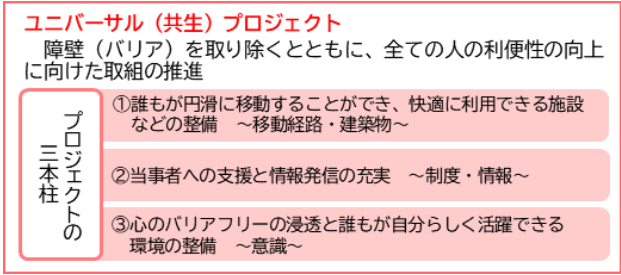 ユニバーサル（共生）プロジェクト
障壁（バリア）を取り除くとともに、全ての人の利便性の向上
に向けた取組の推進
プロジェクトの
三本柱
①誰もが円滑に移動することができ、快適に利用できる施設
などの整備　～移動経路・建築物～
②当事者への支援と情報発信の充実　～制度・情報～
③心のバリアフリーの浸透と誰もが自分らしく活躍できる
環境の整備　～意識～